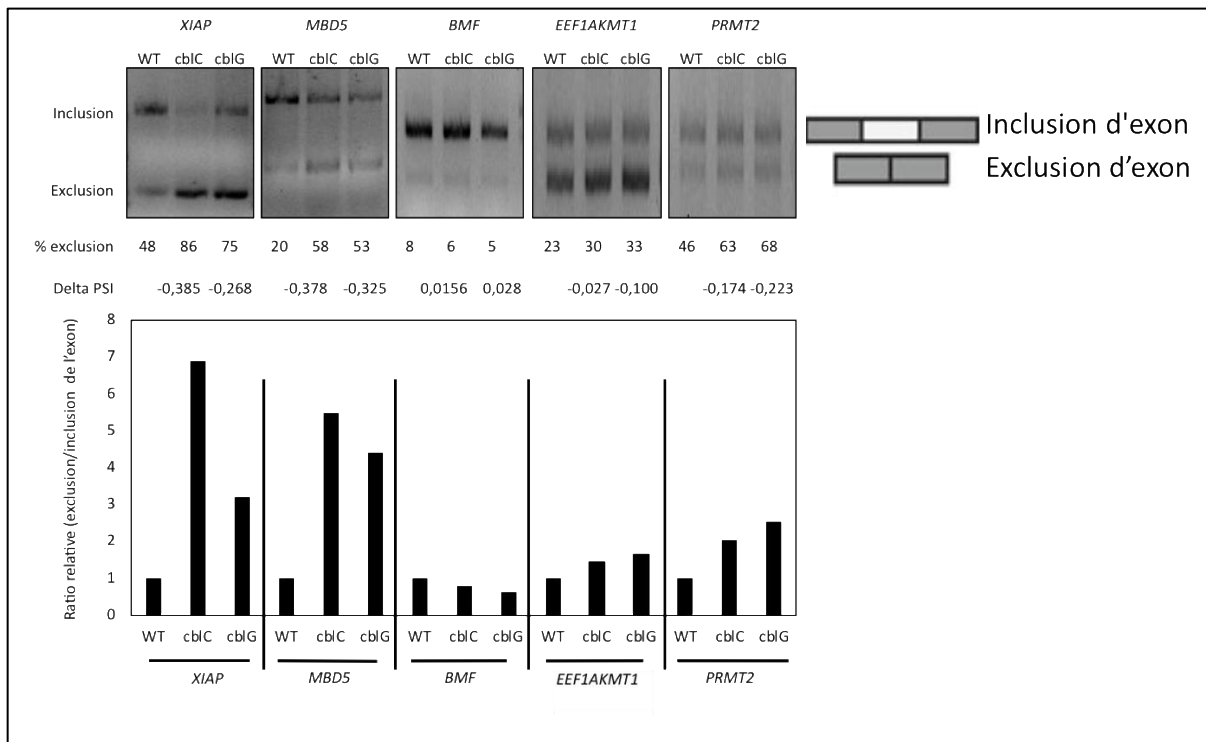 XIAP MBD5 BMF EEF1AKMT1 PRMT2
WT cblC cblG WT cblC cblG WT cblC cblG WT cblC cblG WT cblC cblG
Inclusion
Exclusion
Inclusion d'exon
Exclusion d’exon
% exclusion 48 86 75 20 58 53 8 6 5 23 30 33 46 63 68
Delta PSI -0,385 -0,268 -0,378 -0,325 0,0156 0,028 -0,027 -0,100 -0,174 -0,223
Ratio relative (exclusion/inclusion de l’exon)
8
7
6
5
4
3
2
1
0
WT cblC cblG WT cblC cblG WT cblC cblG WT cblC cblG WT cblC cblG
XIAP MBD5 BMF EEF1AKMT1 PRMT2